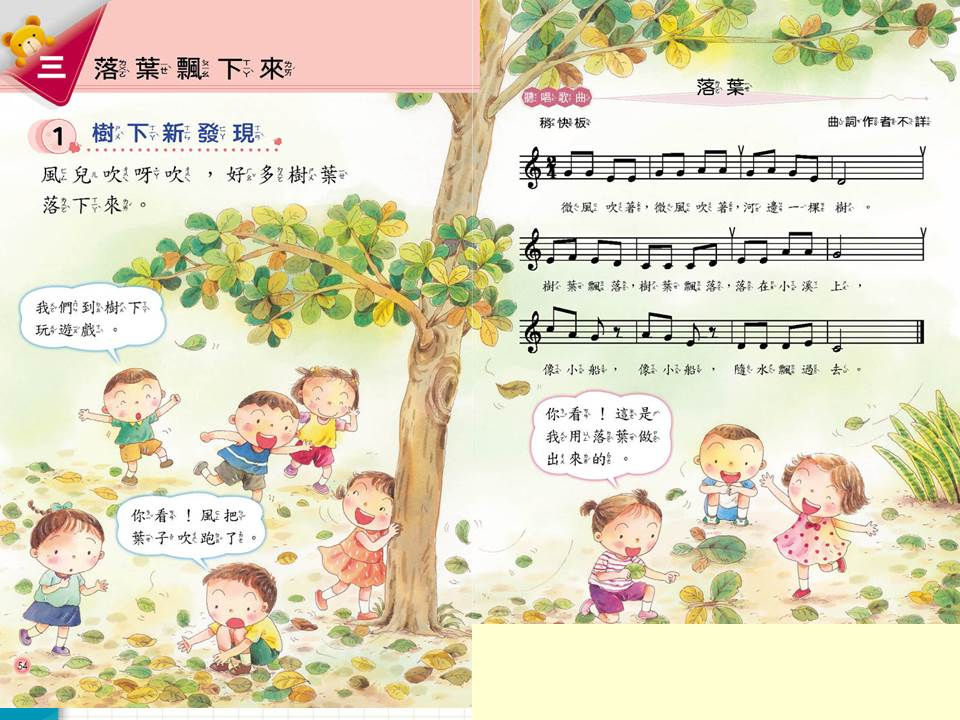 三 落葉飄下來
1 樹下新發現
風兒吹呀吹，好多樹葉
落下來。
我們到樹下
玩遊戲。
你看！風把
葉子吹跑了。
54
落葉
聽唱歌曲
稍快板
曲詞作者不詳
2
4
微風吹著，微風吹著，河邊一棵樹。
樹葉飄落，樹葉飄落，落在小溪上，
像小船，像小船，隨水飄過去。
你看！這是
我用落葉做
出來的。